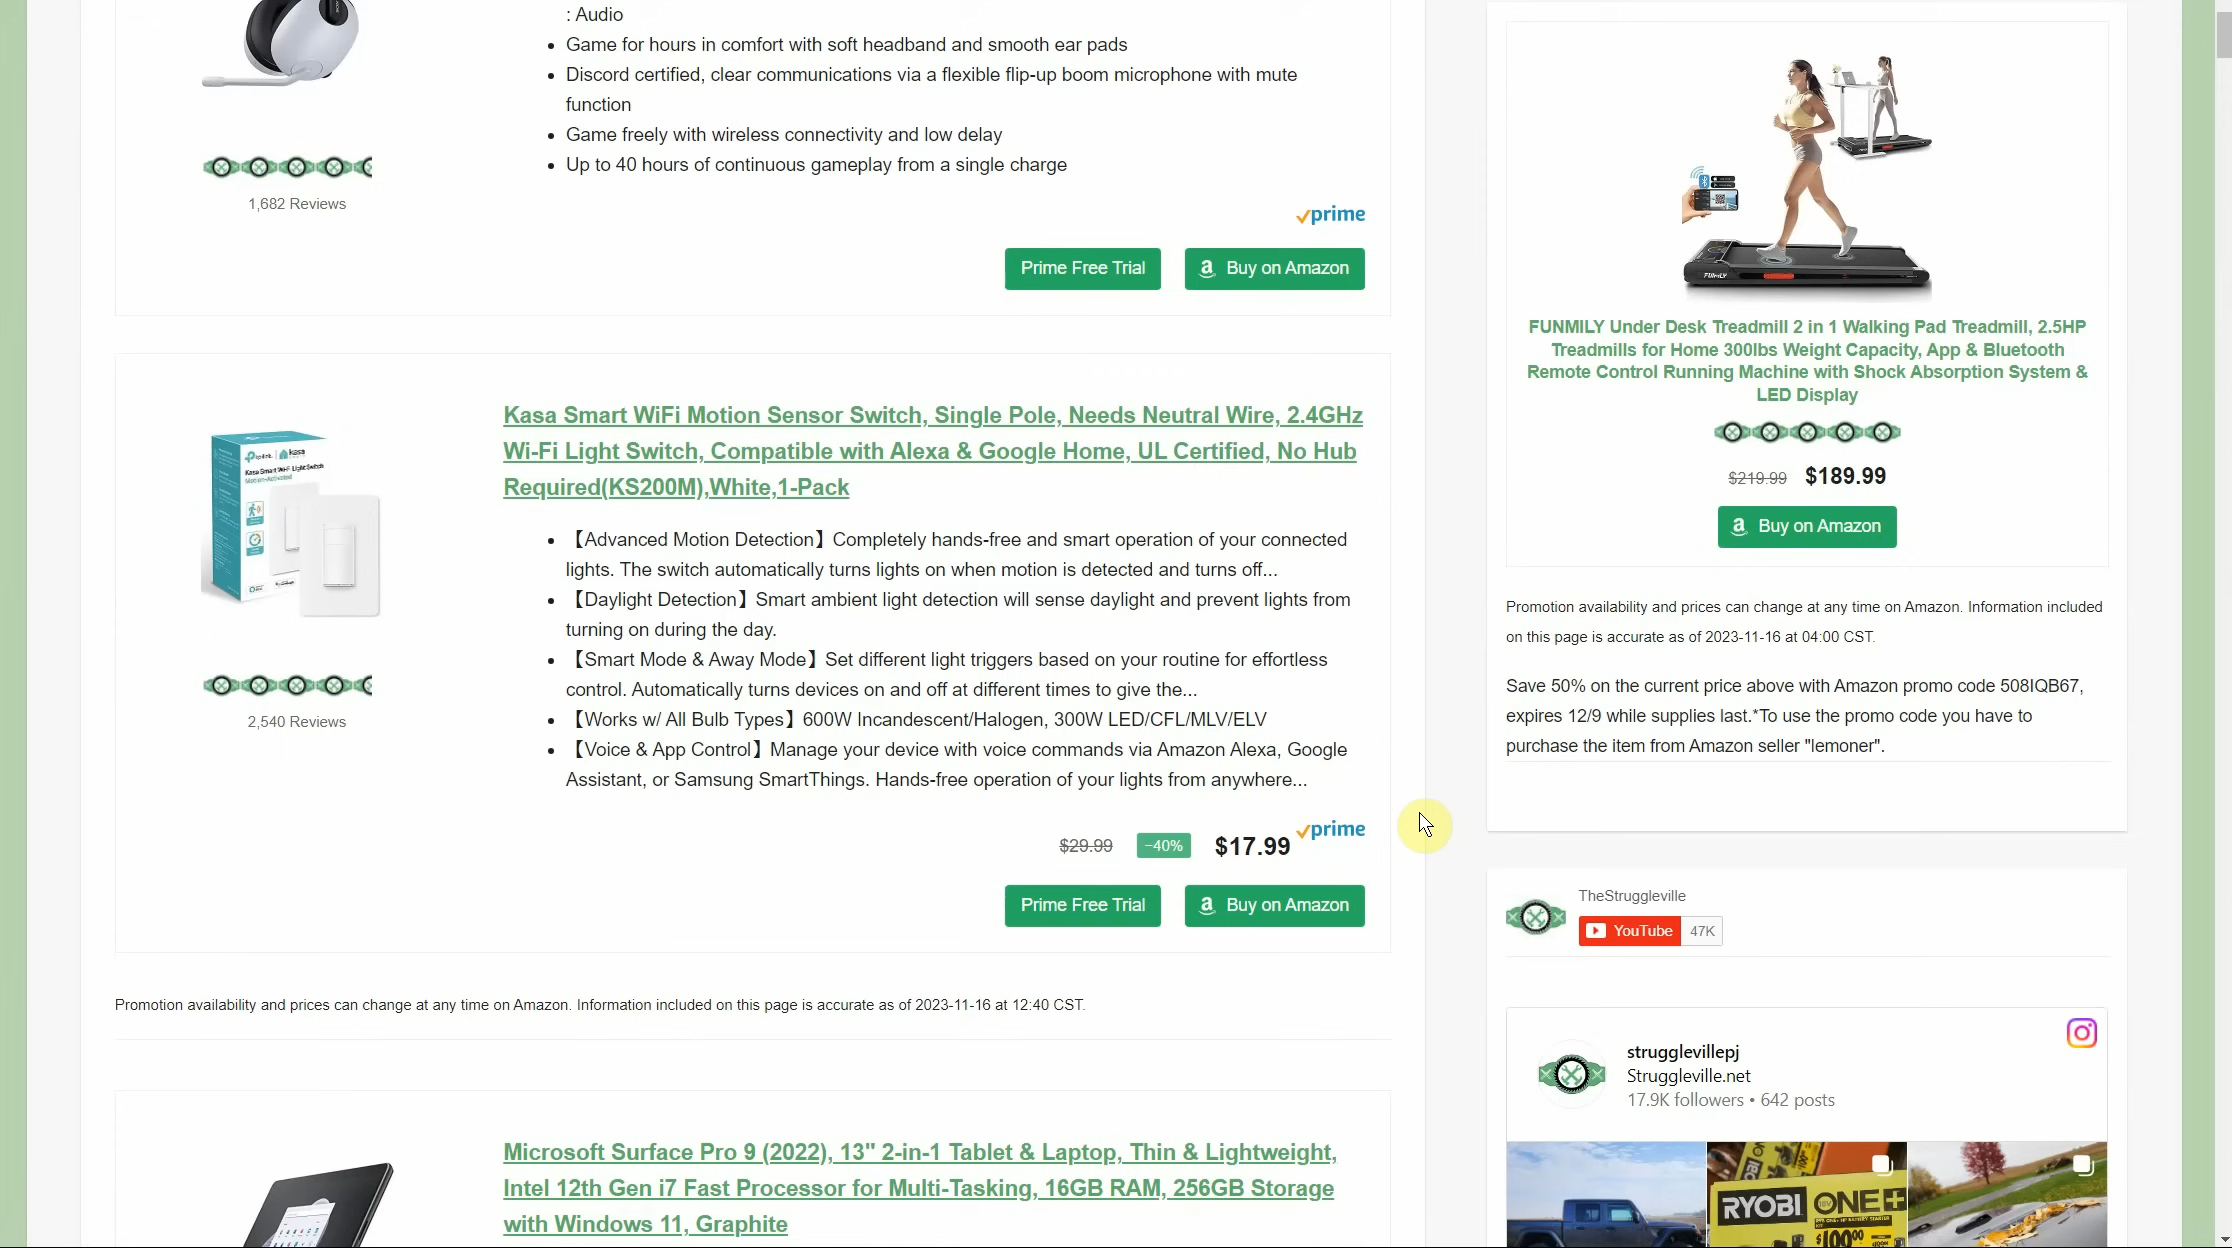 : Audio
Game for hours in comfort with soft headband and smooth ear pads
Discord certified, clear communications via a flexible flip-up boom microphone with mute
function
Game freely with wireless connectivity and low delay
Up to 40 hours of continuous gameplay from a single charge
1,682 Reviews
prime
Prime Free Trial
Buy on Amazon
Kasa Smart WiFi Motion Sensor Switch, Single Pole, Needs Neutral Wire, 2.4GHz
Wi-Fi Light Switch, Compatible with Alexa & Google Home, UL Certified, No Hub
Required(KS200M),White,1-Pack
【Advanced Motion Detection】Completely hands-free and smart operation of your connected
lights. The switch automatically turns lights on when motion is detected and turns off...
【Daylight Detection】Smart ambient light detection will sense daylight and prevent lights from
turning on during the day.
【Smart Mode & Away Mode】Set different light triggers based on your routine for effortless
control. Automatically turns devices on and off at different times to give the...
【Works w/ All Bulb Types】600W Incandescent/Halogen, 300W LED/CFL/MLV/ELV
【Voice & App Control】Manage your device with voice commands via Amazon Alexa, Google
Assistant, or Samsung SmartThings. Hands-free operation of your lights from anywhere...
tp-link | kasa
Kasa Smart Wi-Fi Light Switch
Motion-Activated
2,540 Reviews
$29.99 −40% $17.99 prime
Prime Free Trial
Buy on Amazon
Promotion availability and prices can change at any time on Amazon. Information included on this page is accurate as of 2023-11-16 at 12:40 CST.
Microsoft Surface Pro 9 (2022), 13" 2-in-1 Tablet & Laptop, Thin & Lightweight,
Intel 12th Gen i7 Fast Processor for Multi-Tasking, 16GB RAM, 256GB Storage
with Windows 11, Graphite
FUNMILY
FUNMILY Under Desk Treadmill 2 in 1 Walking Pad Treadmill, 2.5HP
Treadmills for Home 300lbs Weight Capacity, App & Bluetooth
Remote Control Running Machine with Shock Absorption System &
LED Display
$219.99 $189.99
Buy on Amazon
Promotion availability and prices can change at any time on Amazon. Information included
on this page is accurate as of 2023-11-16 at 04:00 CST.
Save 50% on the current price above with Amazon promo code 508IQB67,
expires 12/9 while supplies last.*To use the promo code you have to
purchase the item from Amazon seller "lemoner".
TheStruggleville
YouTube 47K
strugglevillepj
Struggleville.net
17.9K followers • 642 posts
RYOBI ONE+
$100.00